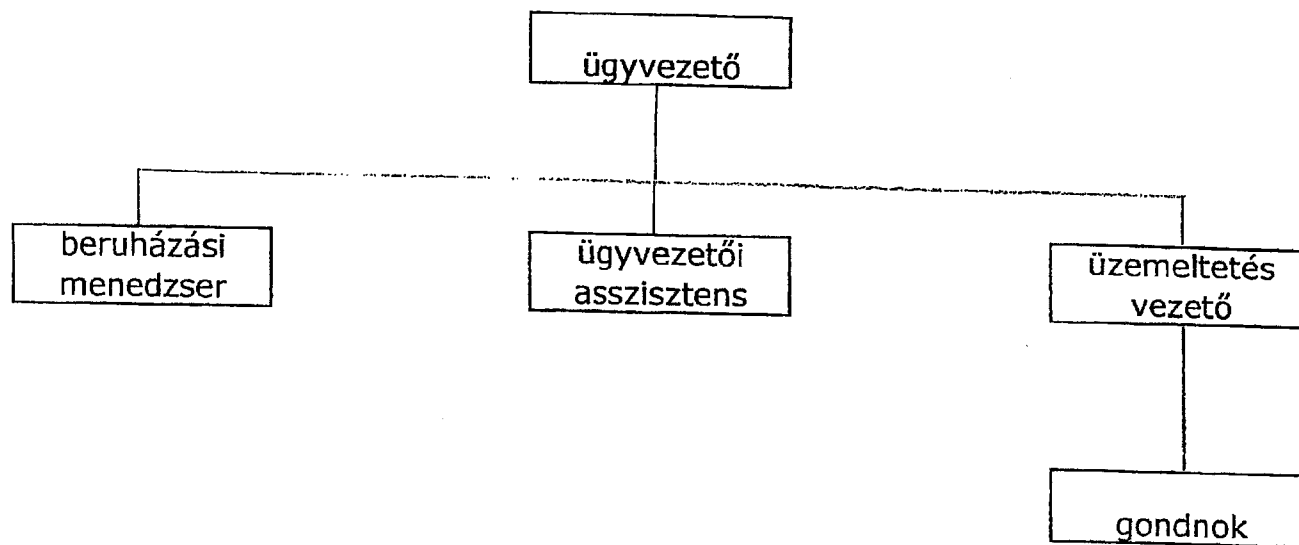 ügyvezető
beruházási
menedzser
ügyvezetői
asszisztens
üzemeltetés
vezető
gondnok